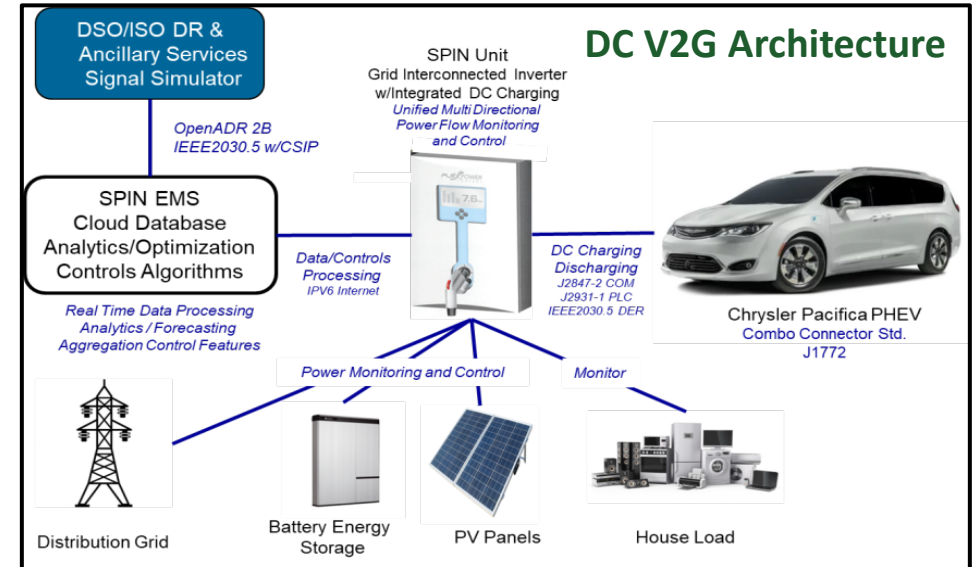 DC V2G Architecture
DSO/ISO DR &
Ancillary Services
Signal Simulator
OpenADR 2B
IEEE2030.5 w/CSIP
SPIN EMS
Cloud Database
Analytics/Optimization
Controls Algorithms
Real Time Data Processing
Analytics / Forecasting
Aggregation Control Features
Data/Controls
Processing
IPV6 Internet
SPIN Unit
Grid Interconnected Inverter
w/Integrated DC Charging
Unified Multi Directional
Power Flow Monitoring
and Control
7.6
DC Charging
Discharging
J2847-2 COM
J2931-1 PLC
IEEE2030.5 DER
Chrysler Pacifica PHEV
Combo Connector Std.
J1772
Power Monitoring and Control
Monitor
Distribution Grid
Battery Energy
Storage
PV Panels
House Load